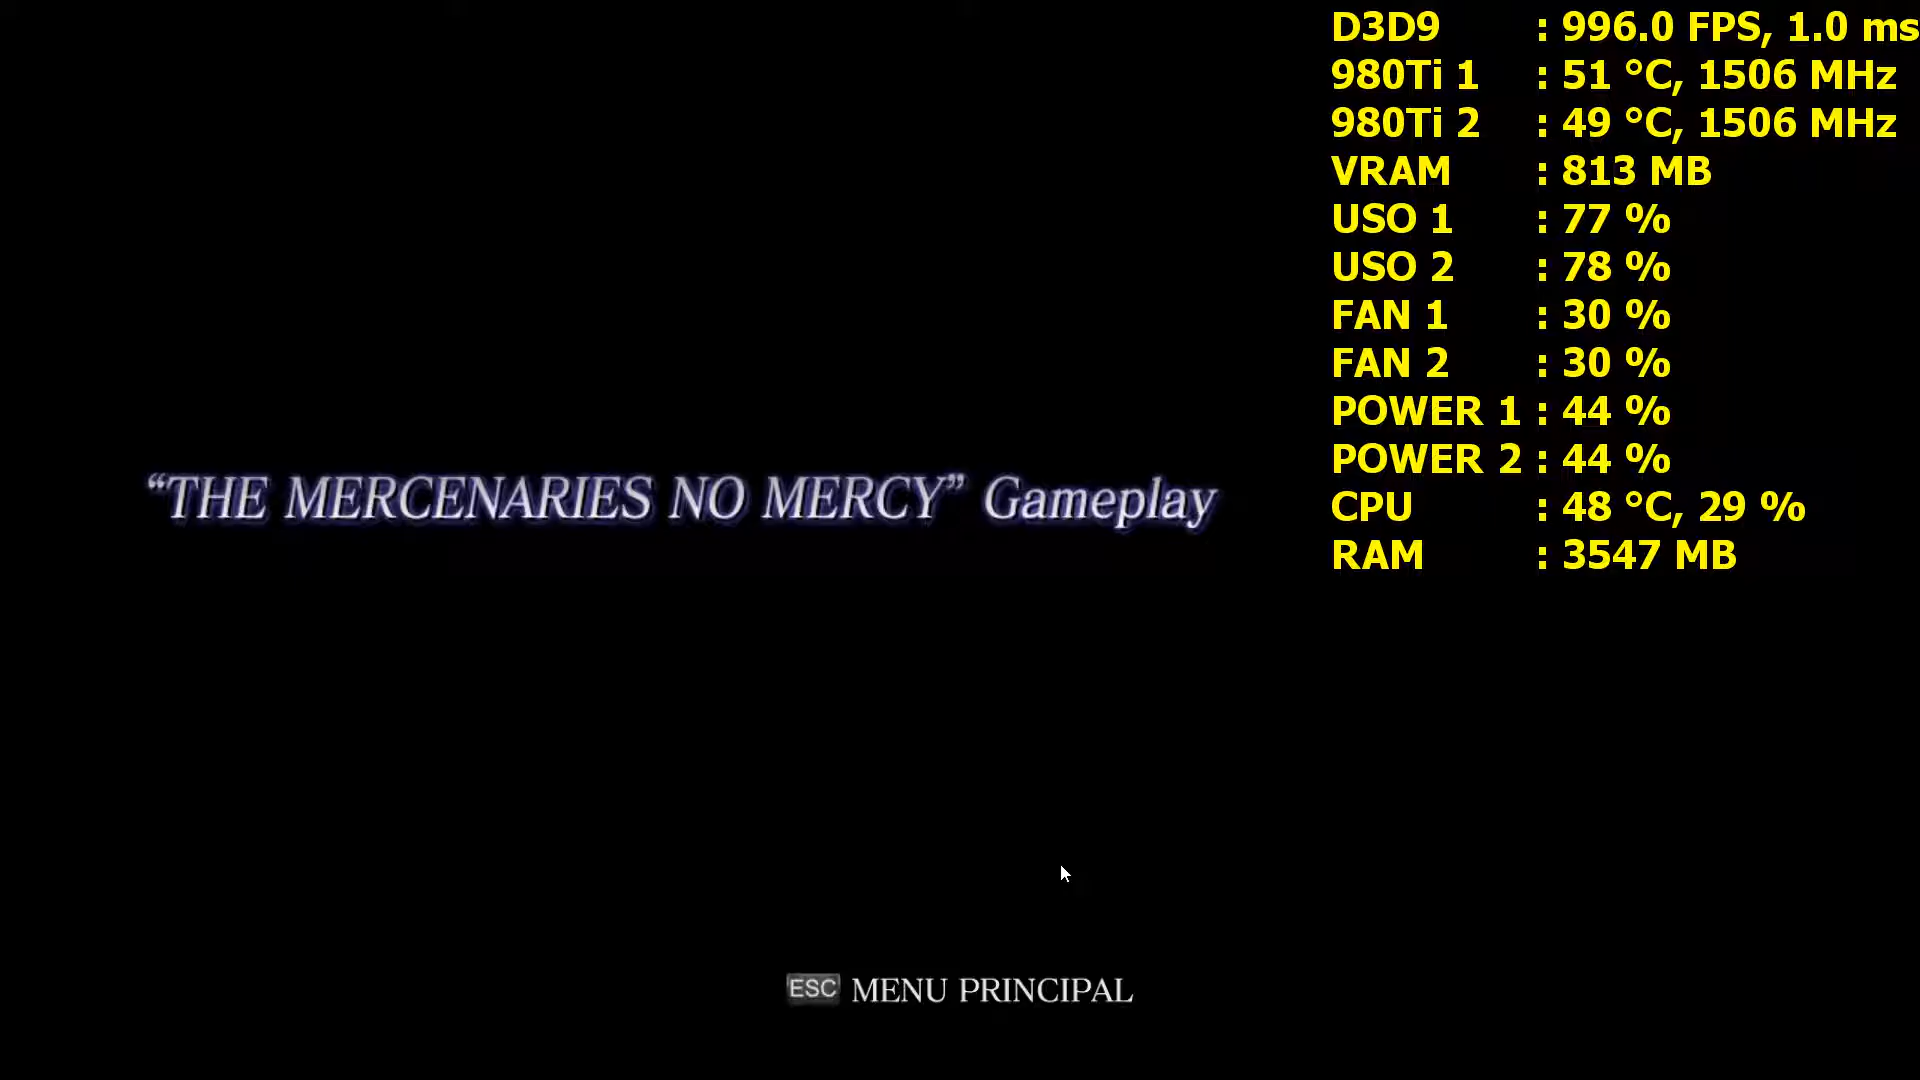 D3D9 : 996.0 FPS, 1.0 ms
980Ti 1 : 51 °C, 1506 MHz
980Ti 2 : 49 °C, 1506 MHz
VRAM : 813 MB
USO 1 : 77 %
USO 2 : 78 %
FAN 1 : 30 %
FAN 2 : 30 %
POWER 1 : 44 %
POWER 2 : 44 %
CPU : 48 °C, 29 %
RAM : 3547 MB
“THE MERCENARIES NO MERCY” Gameplay
ESC MENU PRINCIPAL